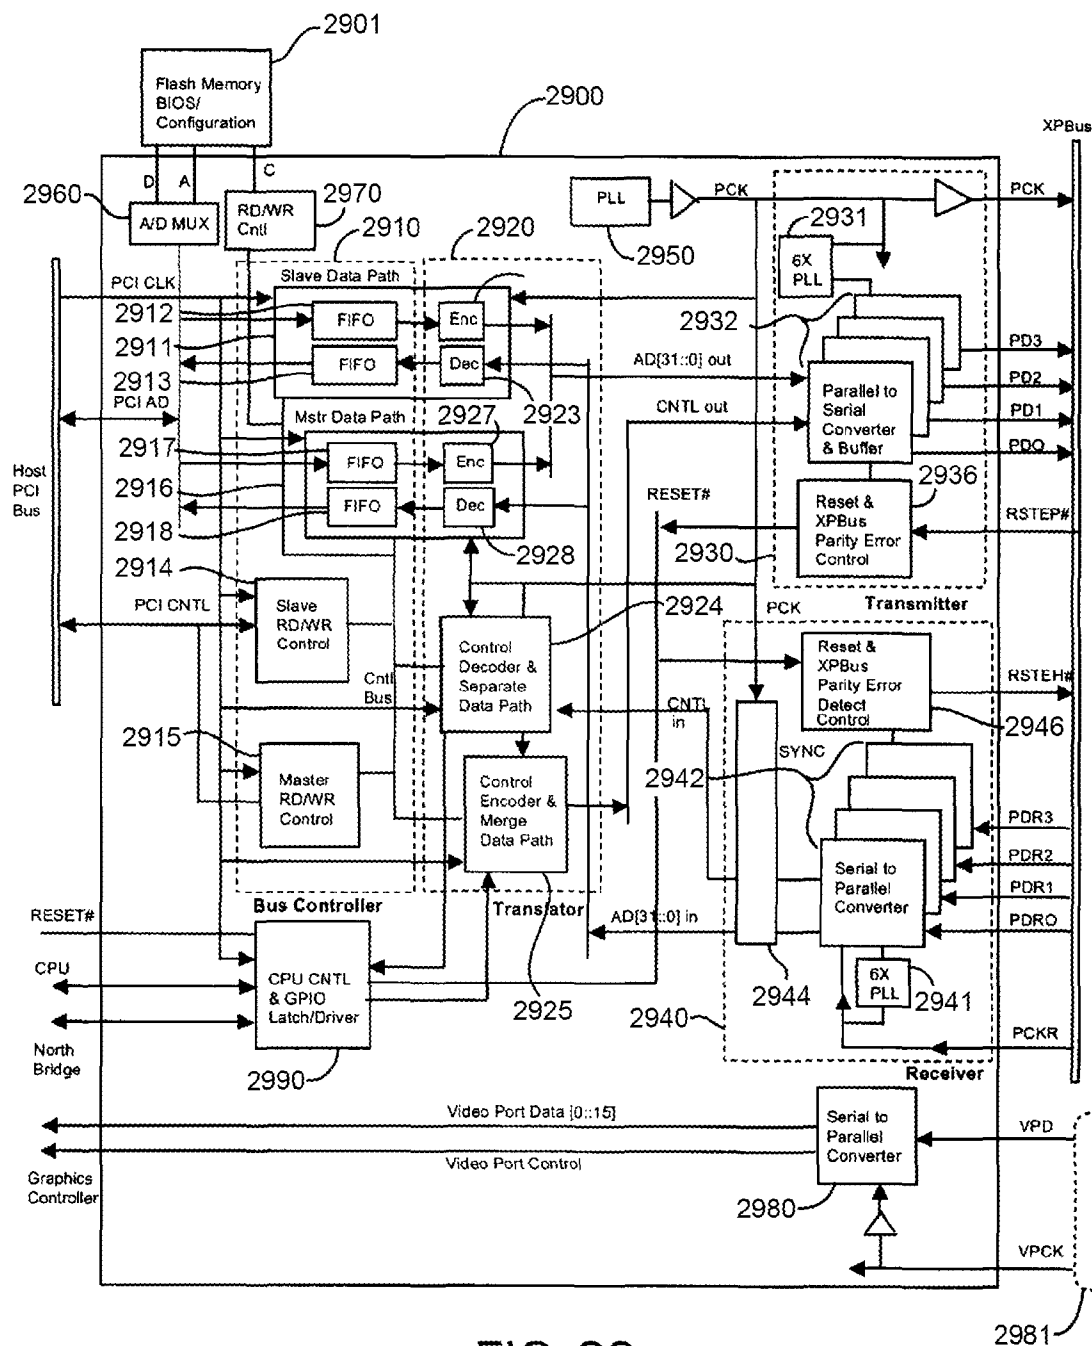 2901
Flash Memory
BIOS/
Configuration
2900
XPBus
D
A
C
2960
A/D MUX
2970
RD/WR
Cntl
2910
2920
PLL
2950
PCK
2931
6X
PLL
PCK
Slave Data Path
PCI CLK
2912
FIFO
Enc
2911
2913
FIFO
Dec
2923
PCI AD
Mstr Data Path
2927
2932
AD[31::0] out
CNTL out
Parallel to
Serial
Converter
& Buffer
PD3
PD2
PD1
PD0
2917
FIFO
Enc
2916
Host
PCI
Bus
2918
FIFO
Dec
2928
RESET#
2936
Reset &
XPBus
Parity Error
Control
2930
RSTEP#
Transmitter
2914
PCI CNTL
Slave
RD/WR
Control
2924
PCK
Control
Decoder &
Separate
Data Path
Cntl
Bus
CNTL
in
Reset &
XPBus
Parity Error
Detect
Control
RSTEH#
2946
2915
Master
RD/WR
Control
Control
Encoder &
Merge
Data Path
SYNC
2942
PDR3
PDR2
PDR1
PDRO
Serial to
Parallel
Converter
Bus Controller
Translator
AD[31::0] in
RESET#
CPU
CPU CNTL
& GPIO
Latch/Driver
2925
2944
6X
PLL
2941
2940
PCKR
Receiver
North
Bridge
2990
Video Port Data [0::15]
Video Port Control
Graphics
Controller
Serial to
Parallel
Converter
VPD
2980
VPCK
2981